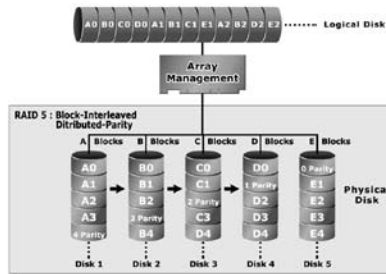 A0 B0 C0 D0 A1 B1 C1 E1 A2 B2 D2 E2
Logical Disk
Array
Management
RAID 5 : Block-Interleaved
Ditributed-Parity
A Blocks B Blocks C Blocks D Blocks E Blocks
A0 B0 C0 D0 0 Parity
A1 B1 C1 1 Parity E1
A2 B2 2 Parity D2 E2
A3 3 Parity C3 D3 E3
4 Parity B4 D4 D4 E4
Physical
Disk
Disk 1 Disk 2 Disk 3 Disk 4 Disk 5